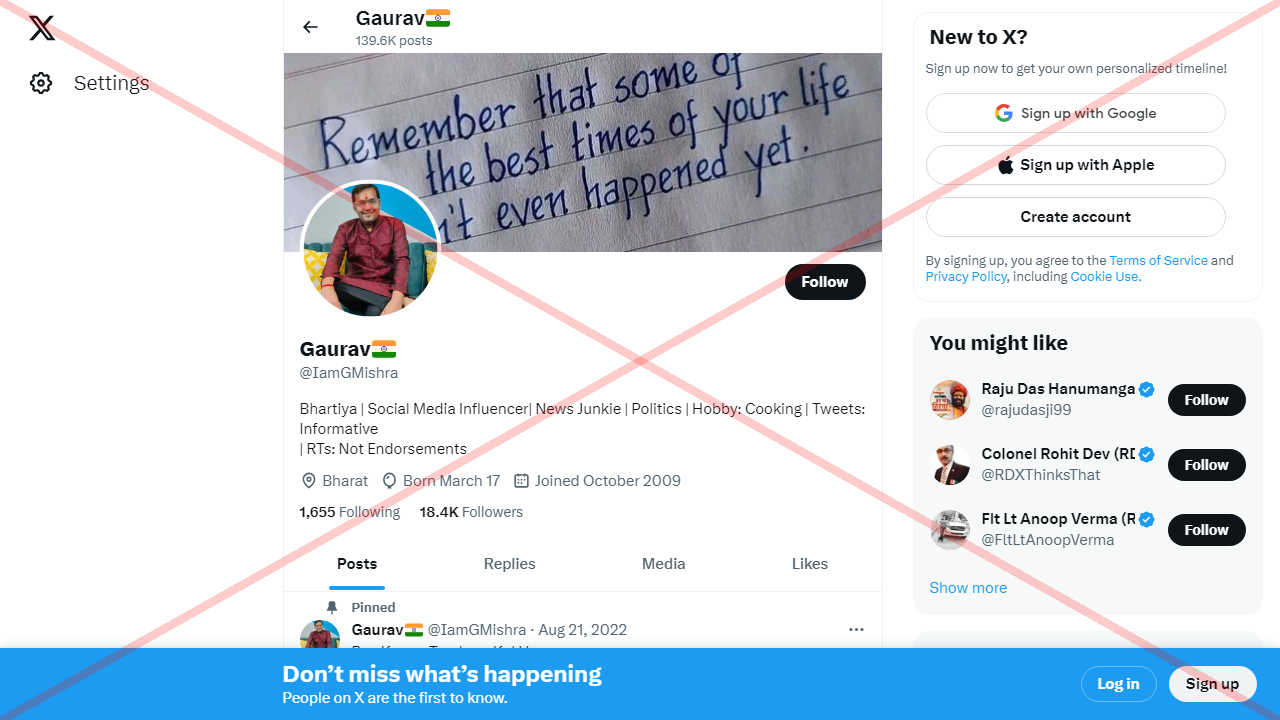 Settings
Gaurav🇮🇳
139.6K posts
Remember that some of
the best times of your life
n't even happened yet.
Follow
Gaurav🇮🇳
@IamGMishra
Bhartiya | Social Media Influencer| News Junkie | Politics | Hobby: Cooking | Tweets:
Informative
| RTs: Not Endorsements
Bharat Born March 17 Joined October 2009
1,655 Following 18.4K Followers
Posts Replies Media Likes
Pinned
Gaurav🇮🇳 @IamGMishra · Aug 21, 2022
New to X?
Sign up now to get your own personalized timeline!
Sign up with Google
Sign up with Apple
Create account
By signing up, you agree to the Terms of Service and
Privacy Policy, including Cookie Use.
You might like
Raju Das Hanumanga
@rajudasji99
Follow
Colonel Rohit Dev (RD
@RDXThinksThat
Follow
Flt Lt Anoop Verma (R
@FltLtAnoopVerma
Follow
Show more
Don’t miss what’s happening
People on X are the first to know.
Log in
Sign up